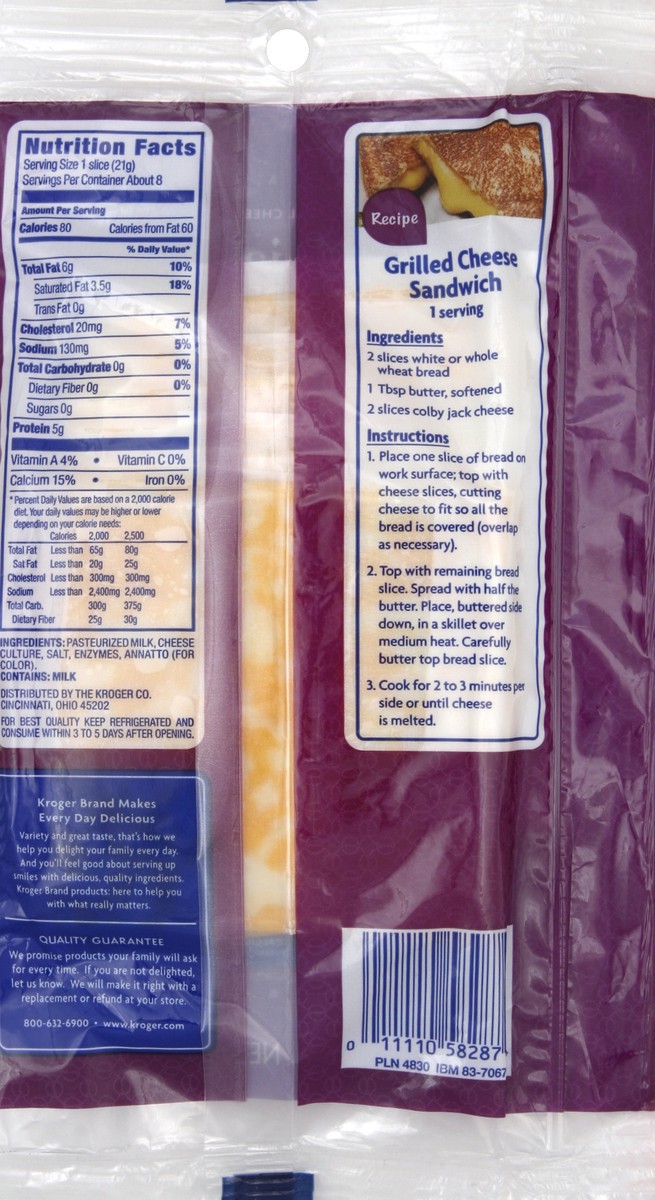 Nutrition Facts
Serving Size 1 slice (21g)
Servings Per Container About 8
Amount Per Serving
Calories 80 Calories from Fat 60
% Daily Value*
Total Fat 6g 10%
Saturated Fat 3.5g 18%
Trans Fat 0g
Cholesterol 20mg 7%
Sodium 130mg 5%
Total Carbohydrate 0g 0%
Dietary Fiber 0g 0%
Sugars 0g
Protein 5g
Vitamin A 4% • Vitamin C 0%
Calcium 15% • Iron 0%
*Percent Daily Values are based on a 2,000 calorie
diet. Your daily values may be higher or lower
depending on your calorie needs:
Calories 2,000 2,500
Total Fat Less than 65g 80g
Sat Fat Less than 20g 25g
Cholesterol Less than 300mg 300mg
Sodium Less than 2,400mg 2,400mg
Total Carb. 300g 375g
Dietary Fiber 25g 30g
INGREDIENTS: PASTEURIZED MILK, CHEESE
CULTURE, SALT, ENZYMES, ANNATTO (FOR
COLOR).
CONTAINS: MILK
DISTRIBUTED BY THE KROGER CO.
CINCINNATI, OHIO 45202
FOR BEST QUALITY KEEP REFRIGERATED AND
CONSUME WITHIN 3 TO 5 DAYS AFTER OPENING.
Kroger Brand Makes
Every Day Delicious
Variety and great taste, that's how we
help you delight your family every day.
And you'll feel good about serving up
smiles with delicious, quality ingredients.
Kroger Brand products: here to help you
with what really matters.
QUALITY GUARANTEE
We promise products your family will ask
for every time. If you are not delighted,
let us know. We will make it right with a
replacement or refund at your store.
800-632-6900 • www.kroger.com
Recipe
Grilled Cheese
Sandwich
1 serving
Ingredients
2 slices white or whole
wheat bread
1 Tbsp butter, softened
2 slices colby jack cheese
Instructions
1. Place one slice of bread on
work surface; top with
cheese slices, cutting
cheese to fit so all the
bread is covered (overlap
as necessary).
2. Top with remaining bread
slice. Spread with half the
butter. Place, buttered side
down, in a skillet over
medium heat. Carefully
butter top bread slice.
3. Cook for 2 to 3 minutes per
side or until cheese
is melted.
0 11110 58287
PLN 4830 IBM 83-7067